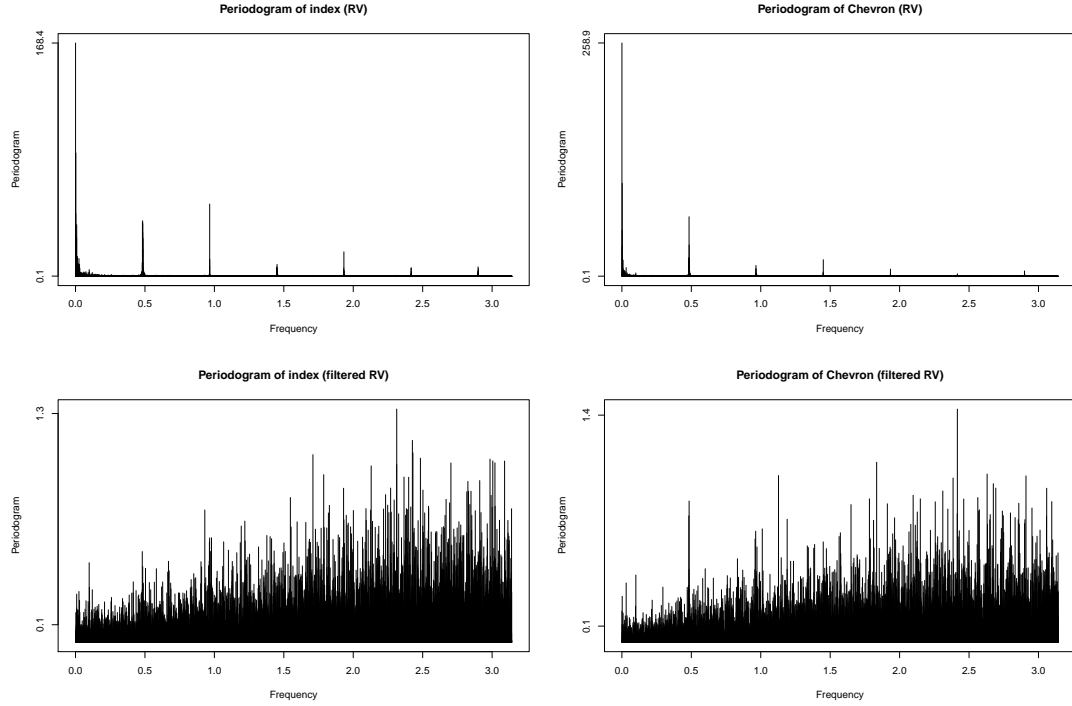 Periodogram of index (RV)
168.4
0.1
Periodogram
0.0 0.5 1.0 1.5 2.0 2.5 3.0
Frequency
Periodogram of Chevron (RV)
258.9
0.1
Periodogram
0.0 0.5 1.0 1.5 2.0 2.5 3.0
Frequency
Periodogram of index (filtered RV)
1.3
0.1
Periodogram
0.0 0.5 1.0 1.5 2.0 2.5 3.0
Frequency
Periodogram of Chevron (filtered RV)
1.4
0.1
Periodogram
0.0 0.5 1.0 1.5 2.0 2.5 3.0
Frequency